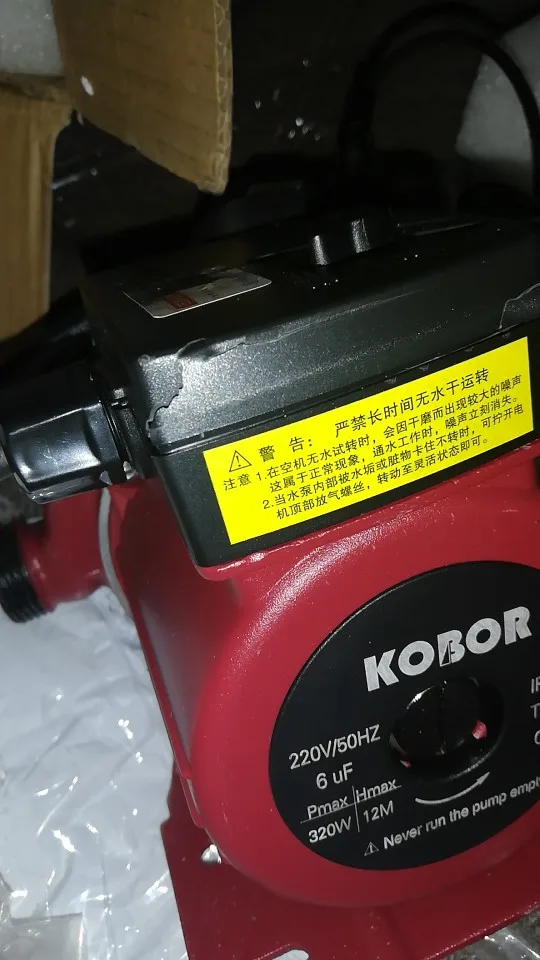 警 告： 严禁长时间无水干运转
注意 1.在空机无水试转时，会因干磨而出现较大的噪声
这属于正常现象，通水工作时，噪声立刻消失。
2.当水泵内部被水垢或脏物卡住不转时，可拧开电
机顶部放气螺丝，转动至灵活状态即可。
KOBOR
220V/50HZ
6 uF
Pmax Hmax
320W 12M
Never run the pump